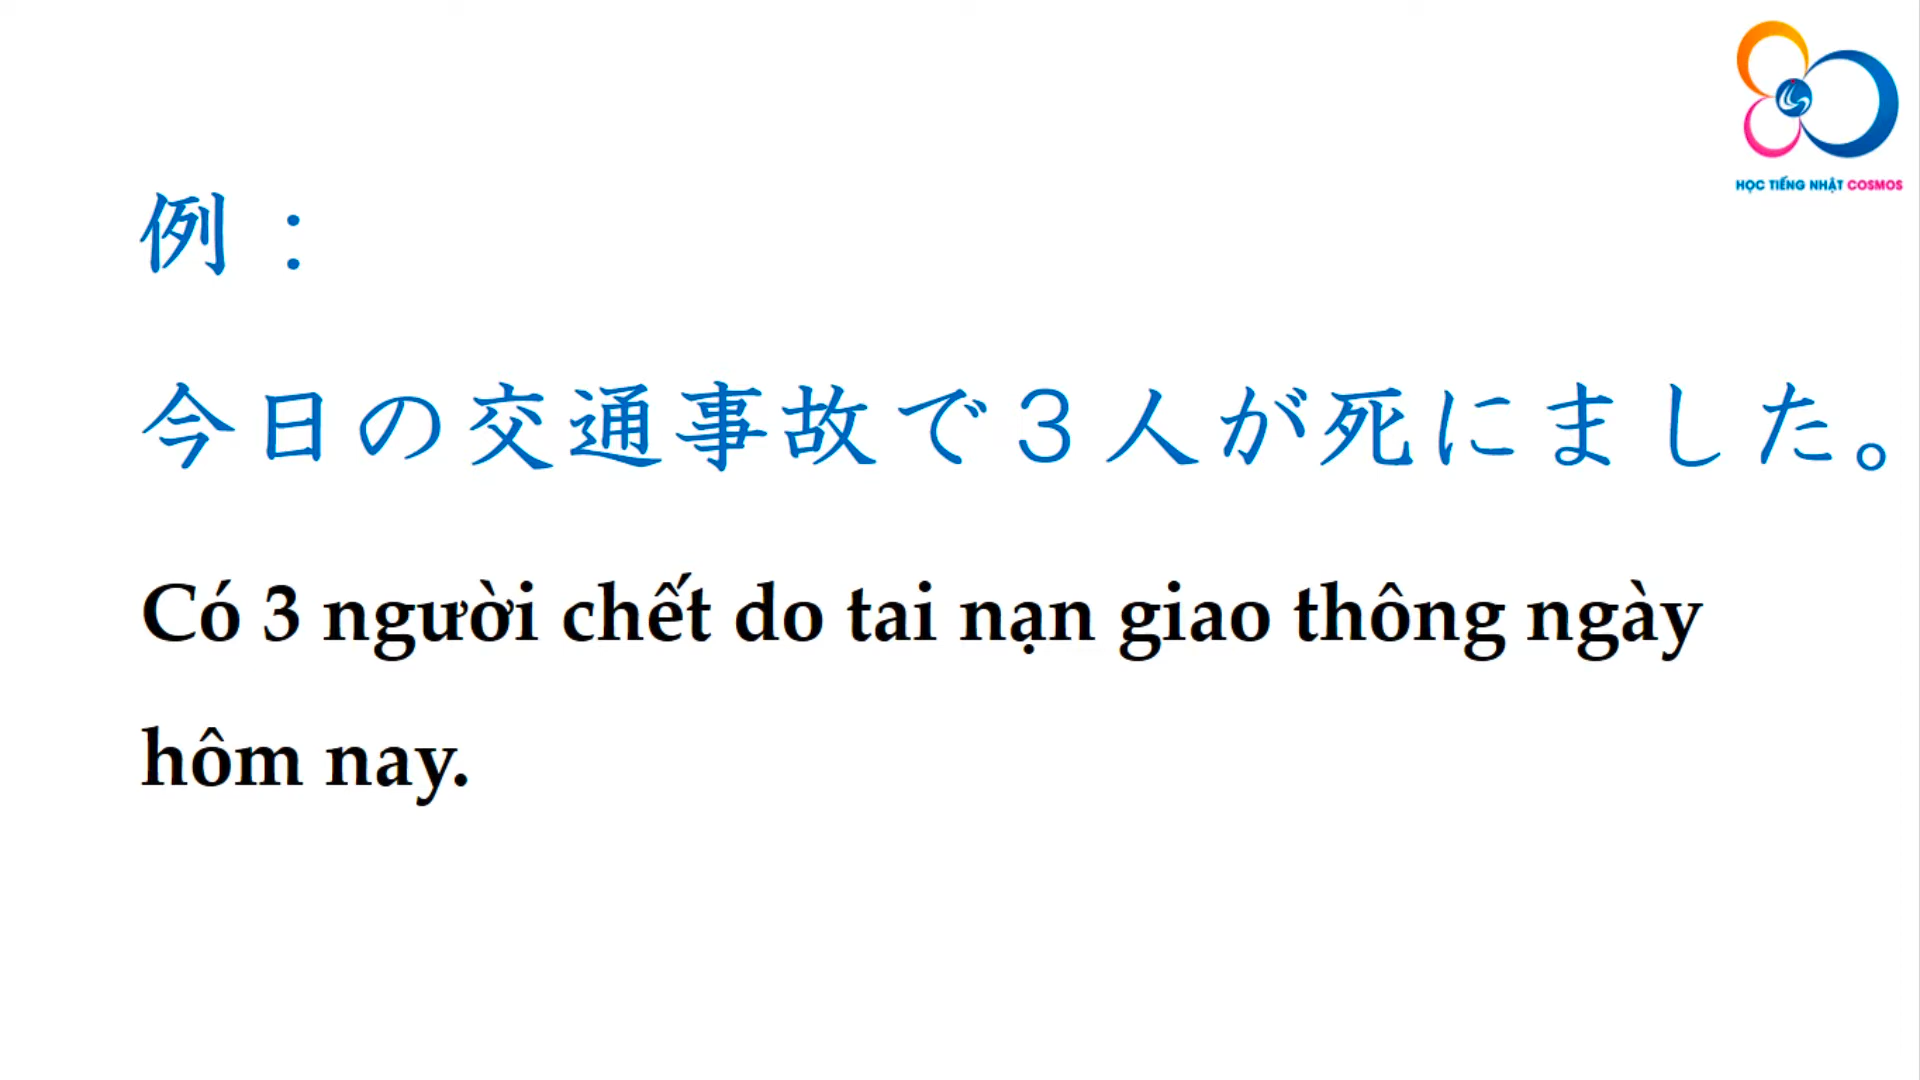 HỌC TIẾNG NHẬT COSMOS
例：
今日の交通事故で３人が死にました。
Có 3 người chết do tai nạn giao thông ngày
hôm nay.